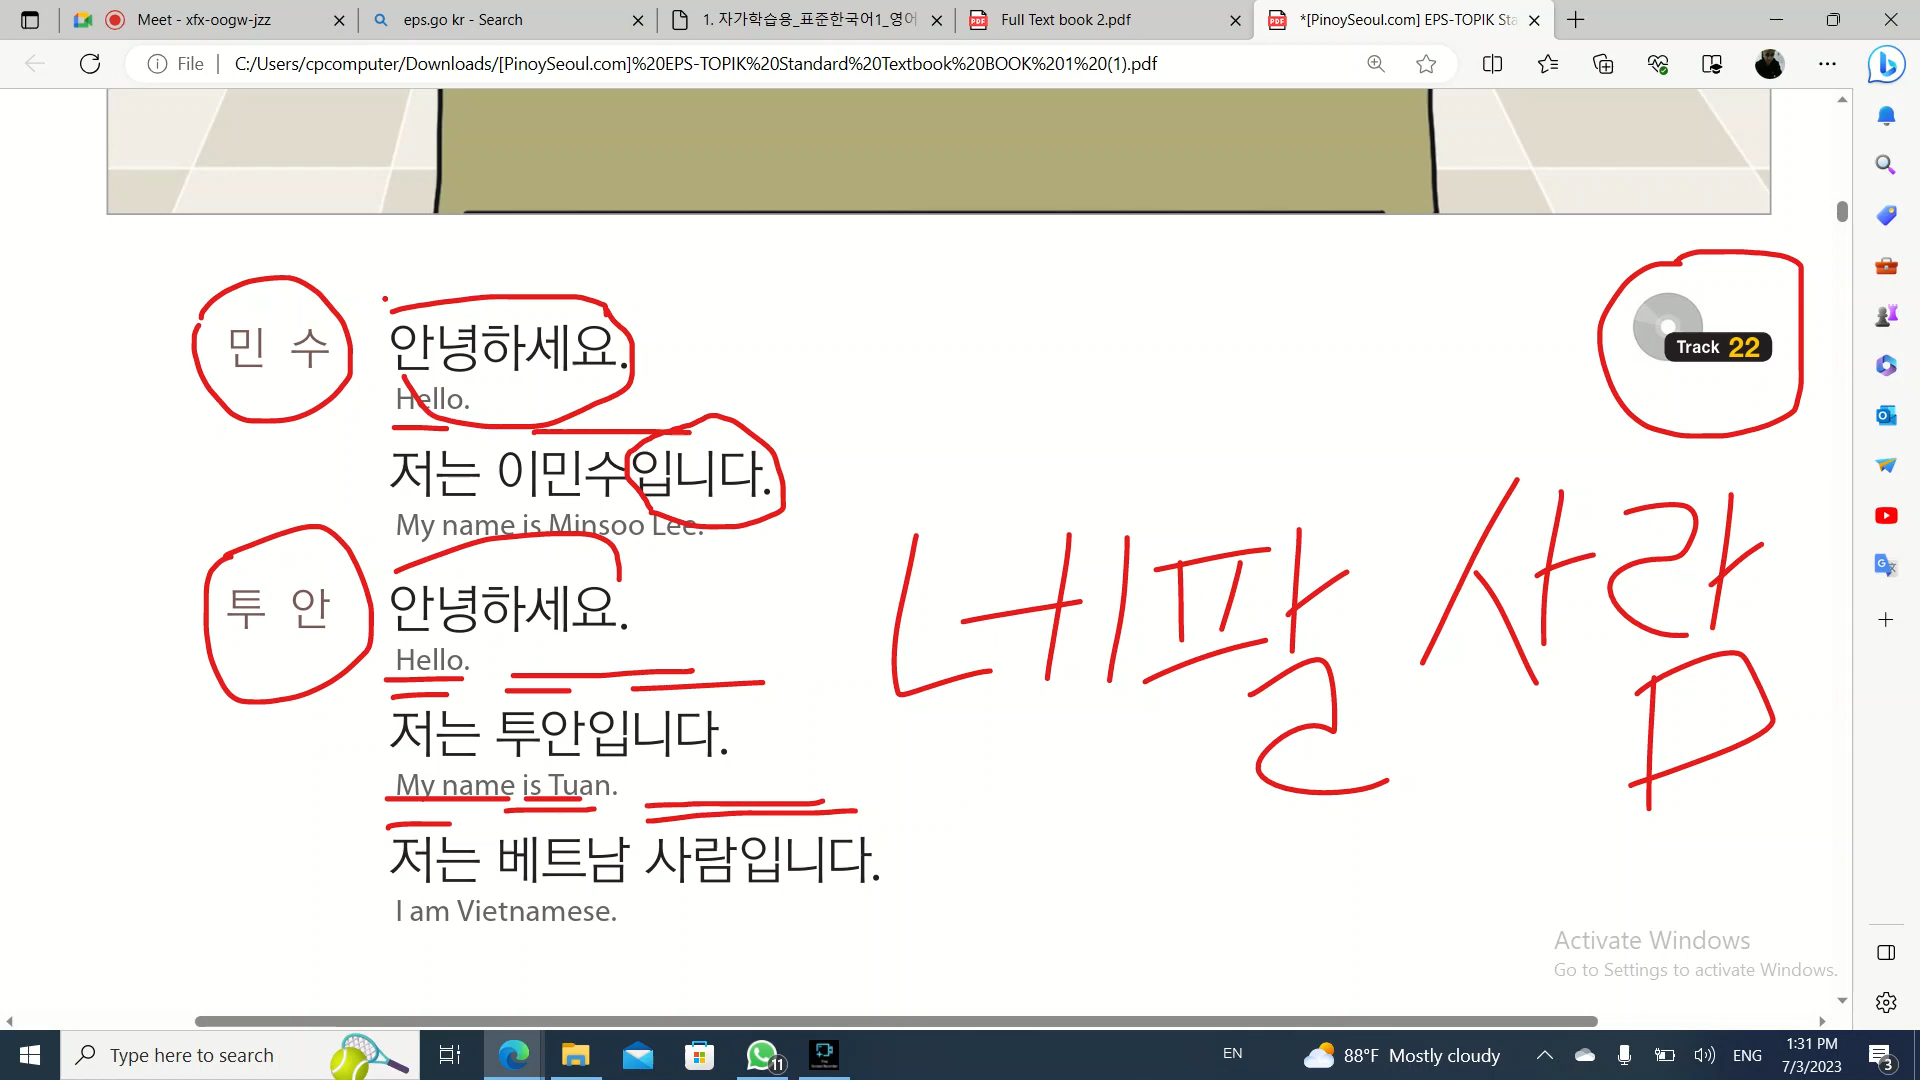 Meet - xfx-oogw-jzz
eps.go kr - Search
1. 자가학습용_표준한국어1_영어
Full Text book 2.pdf
*[PinoySeoul.com] EPS-TOPIK Sta
File
C:/Users/cpcomputer/Downloads/[PinoySeoul.com]%20EPS-TOPIK%20Standard%20Textbook%20BOOK%201%20(1).pdf
민 수 안녕하세요.
Hello.
Track 22
저는 이민수입니다.
My name is Minsoo Lee.
투 안 안녕하세요.
Hello.
네팔 사람
저는 투안입니다.
My name is Tuan.
저는 베트남 사람입니다.
I am Vietnamese.
Activate Windows
Go to Settings to activate Windows.
Type here to search
11
EN
88°F Mostly cloudy
ENG
1:31 PM
7/3/2023
3